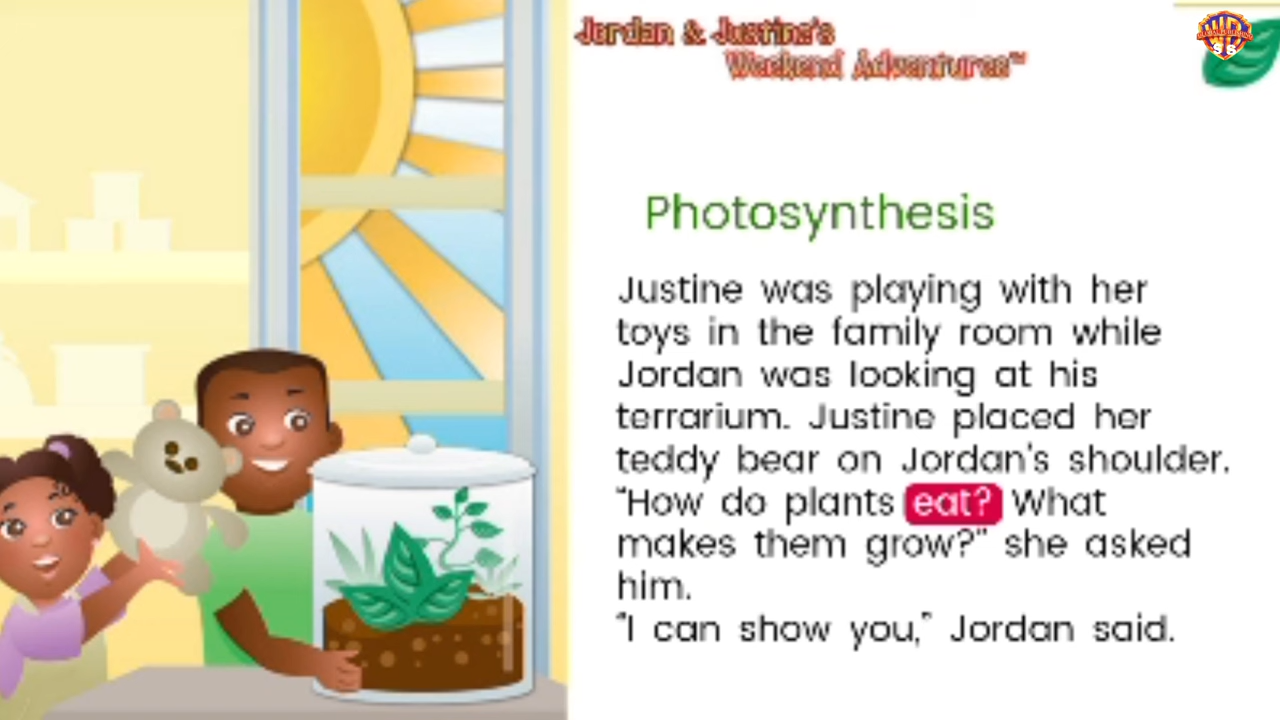 Jordan & Justine's
Weekend Adventures™
Photosynthesis
Justine was playing with her
toys in the family room while
Jordan was looking at his
terrarium. Justine placed her
teddy bear on Jordan's shoulder.
"How do plants eat? What
makes them grow?" she asked
him.
"I can show you," Jordan said.